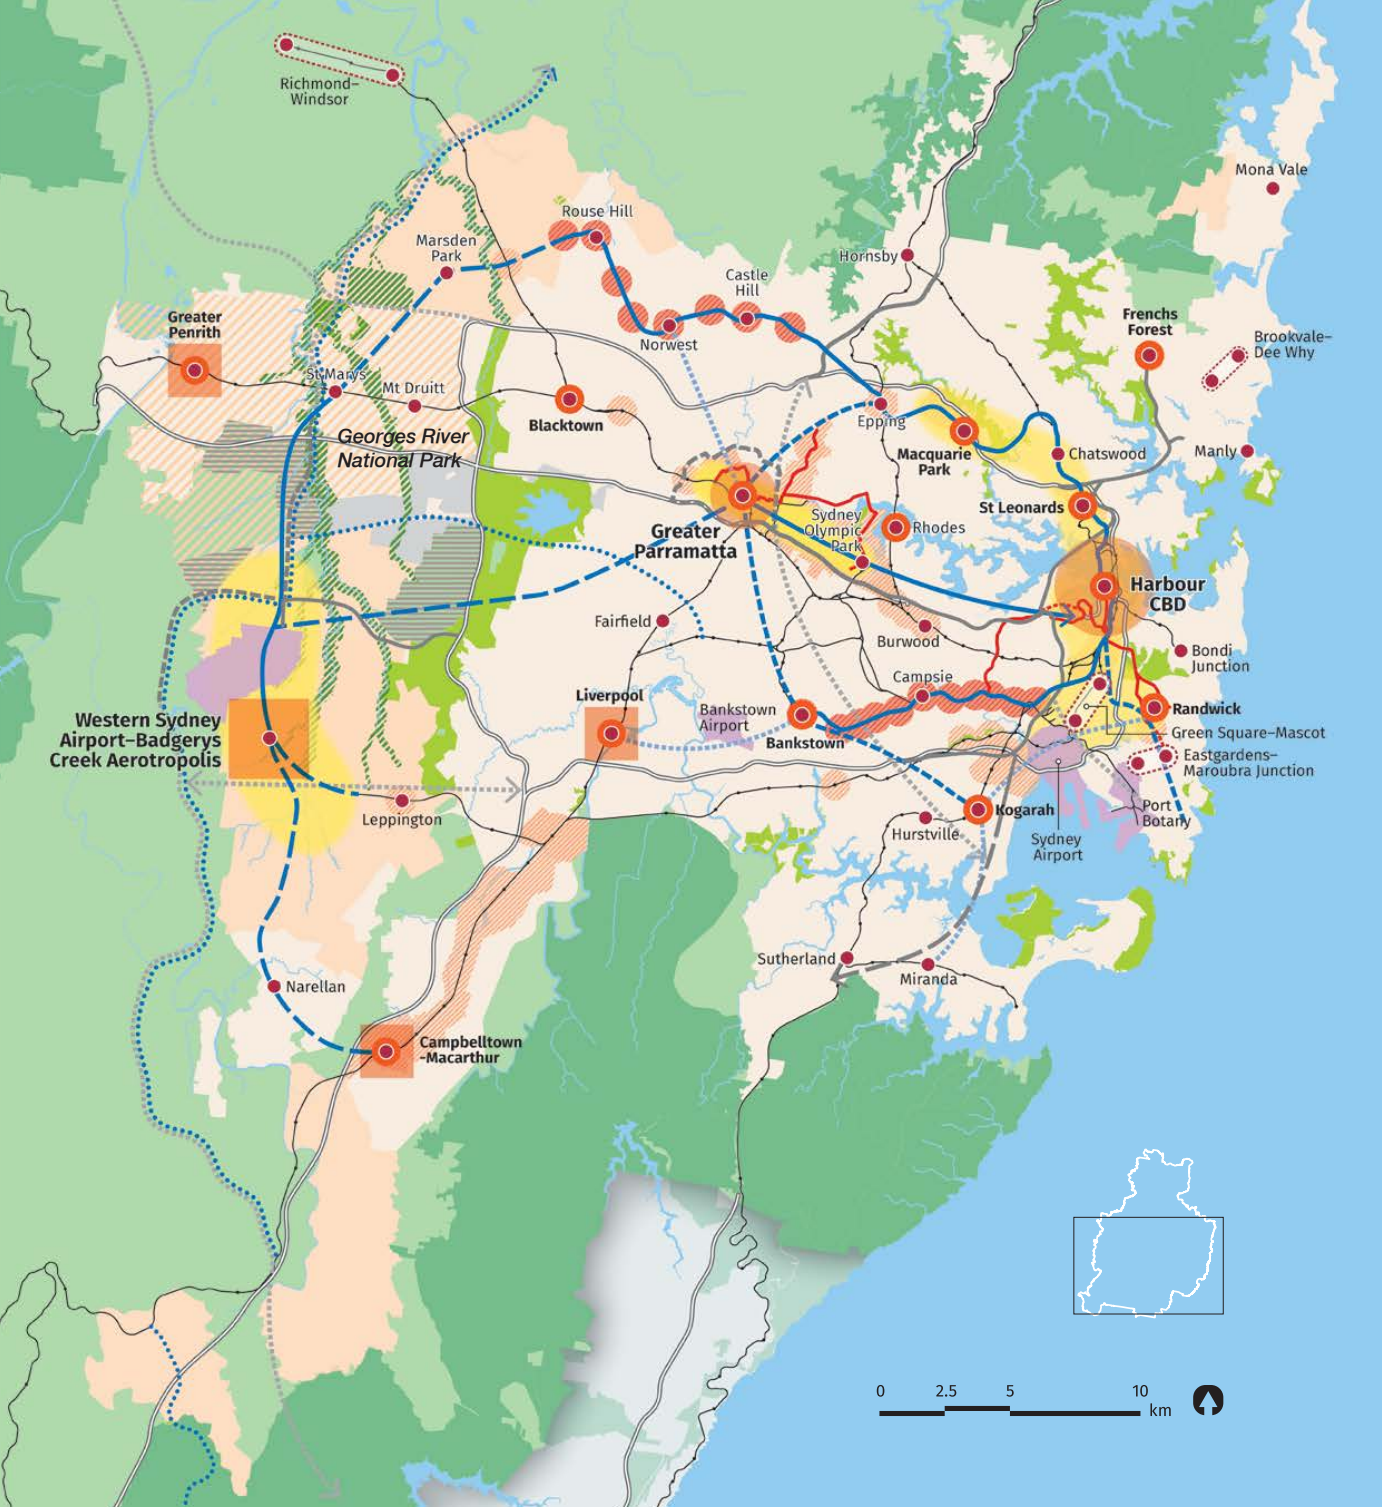 Richmond–
Windsor
Mona Vale
Rouse Hill
Marsden
Park
Hornsby
Castle
Hill
Greater
Penrith
Frenchs
Forest
Brookvale–
Dee Why
Norwest
St Marys
Mt Druitt
Blacktown
Epping
Georges River
National Park
Macquarie
Park
Chatswood
Manly
St Leonards
Sydney
Olympic
Park
Rhodes
Greater
Parramatta
Harbour
CBD
Fairfield
Burwood
Bondi
Junction
Campsie
Liverpool
Bankstown
Airport
Randwick
Western Sydney
Airport–Badgerys
Creek Aerotropolis
Bankstown
Green Square–Mascot
Eastgardens–
Maroubra Junction
Leppington
Kogarah
Port
Botany
Hurstville
Sydney
Airport
Sutherland
Miranda
Narellan
Campbelltown
-Macarthur
0 2.5 5 10
km